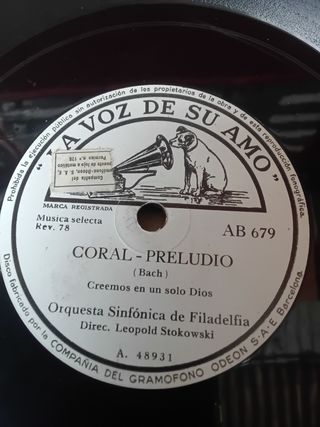 Prohibida la ejecución pública sin autorización de los propietarios de la obra y de esta reproducción fonográfica.
"LA VOZ DE SU AMO"
MARCA REGISTRADA
Musica selecta
Rev. 78
AB 679
CORAL - PRELUDIO
(Bach)
Creemos en un solo Dios
Orquesta Sinfónica de Filadelfia
Direc. Leopold Stokowski
A. 48931
Disco fabricado por la COMPAÑIA DEL GRAMOFONO ODEON S·A·E Barcelona.